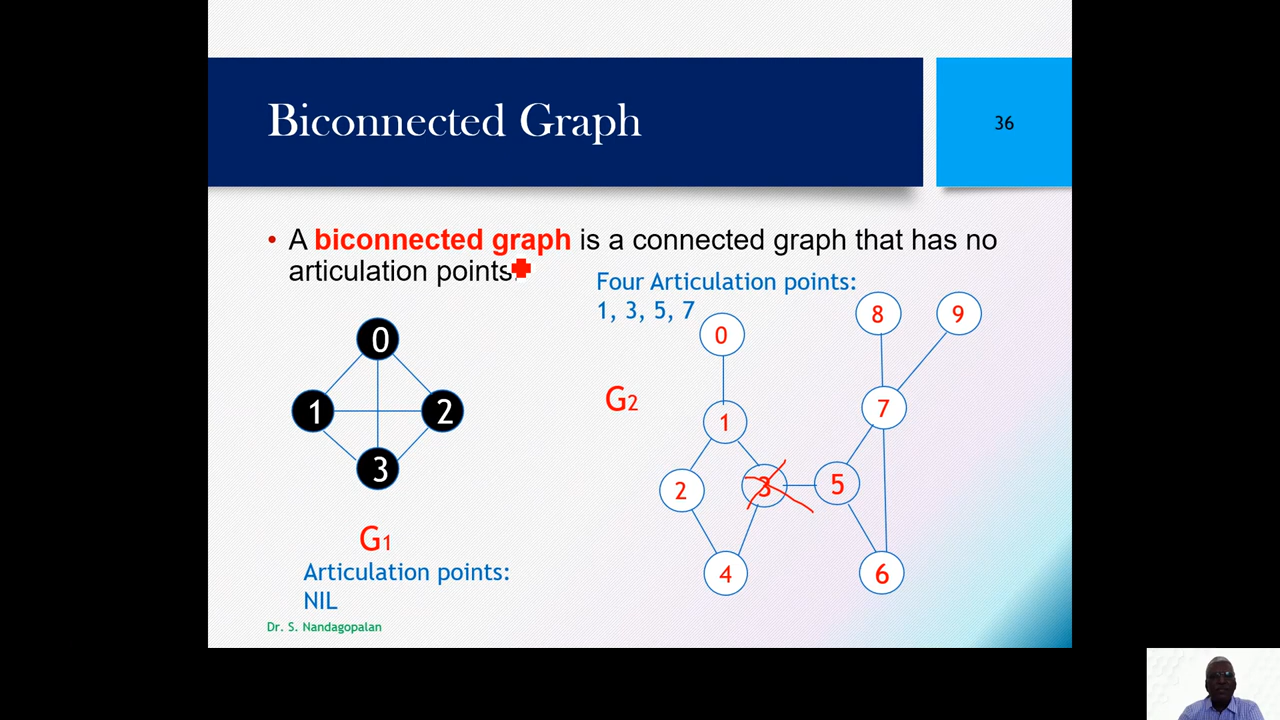 Biconnected Graph
36
• A biconnected graph is a connected graph that has no
articulation points.
Four Articulation points:
1, 3, 5, 7
0
1
2
3
G1
Articulation points:
NIL
G2
0
1
2
3
4
5
6
7
8
9
Dr. S. Nandagopalan